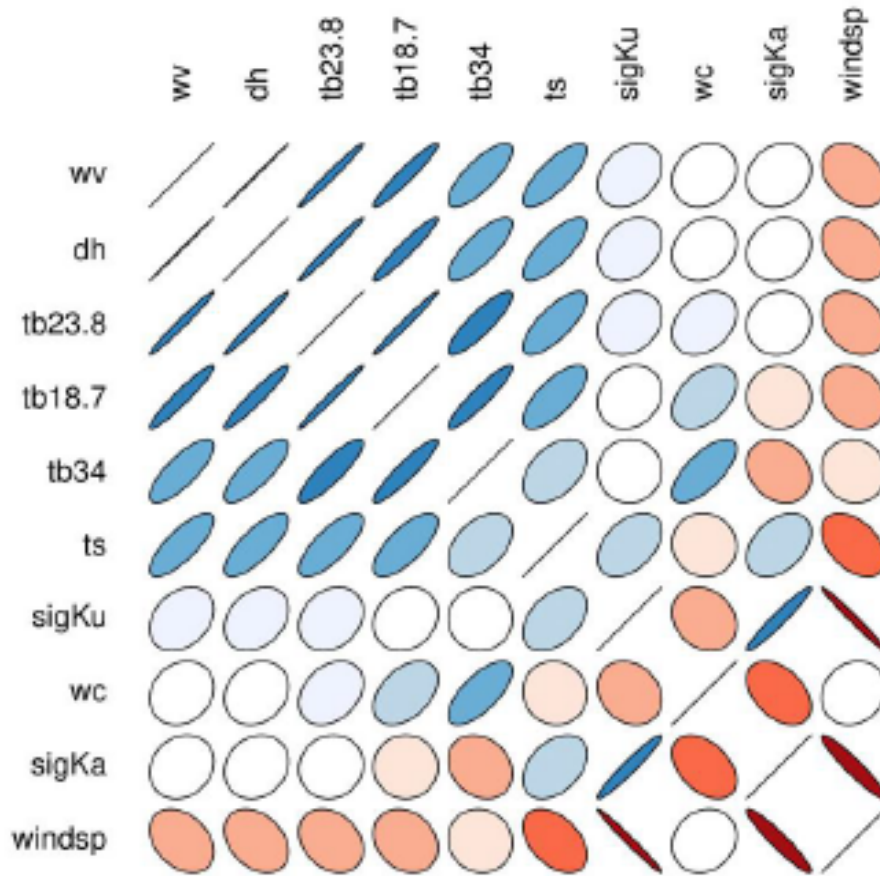 wv dh tb23.8 tb18.7 tb34 ts sigKu wc sigKa windsp
wv
dh
tb23.8
tb18.7
tb34
ts
sigKu
wc
sigKa
windsp